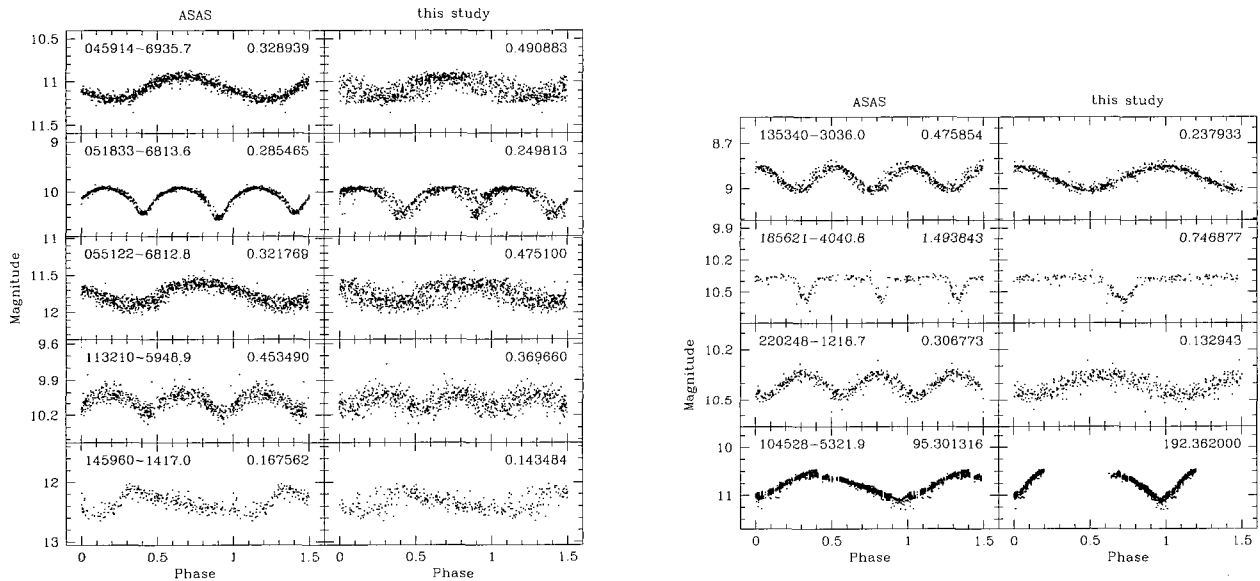 ASAS this study
10.5
045914-6935.7 0.328939 0.490883
11
11.5
9
051833-6813.6 0.285465 0.249813
10
11
055122-6812.8 0.321769 0.475100
11.5
12
Magnitude
9.6
113210-5948.9 0.453490 0.369660
9.9
10.2
145960-1417.0 0.167562 0.143484
12
13
0 0.5 1 0 0.5 1 1.5
Phase Phase
ASAS this study
135340-3036.0 0.475854 0.237933
8.7
9
9.9
185621-4040.8 1.493843 0.746877
10.2
10.5
220248-1218.7 0.306773 0.132943
10.2
10.5
Magnitude
104528-5321.9 95.301316 192.362000
10
11
0 0.5 1 0 0.5 1 1.5
Phase Phase